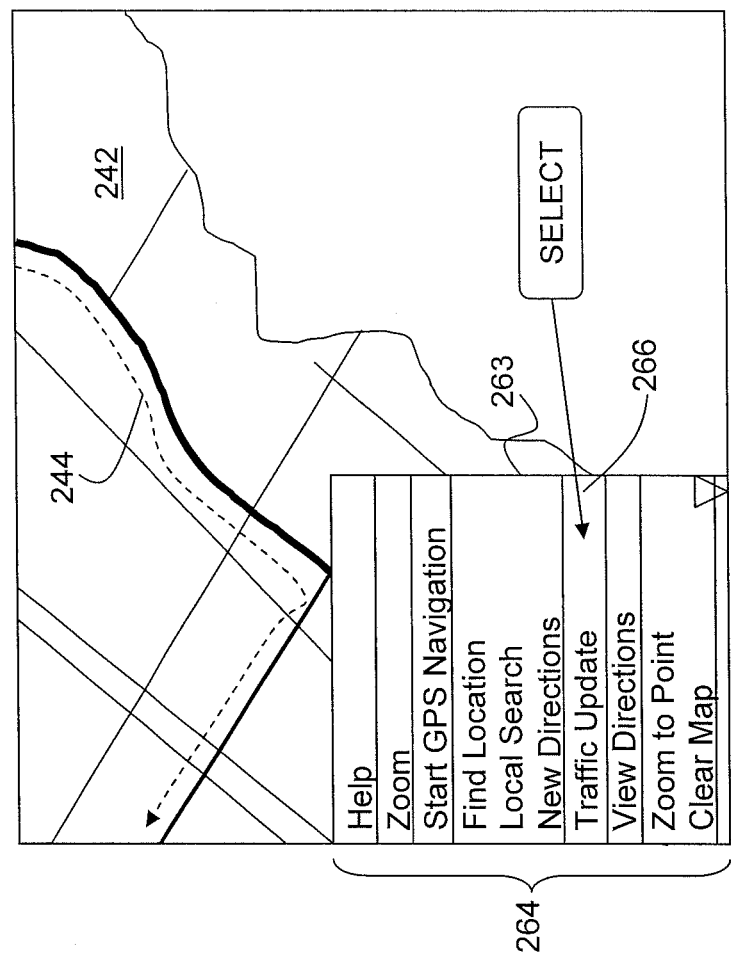 242
244
SELECT
263
266
Help
Zoom
Start GPS Navigation
Find Location
Local Search
New Directions
Traffic Update
View Directions
Zoom to Point
Clear Map
264